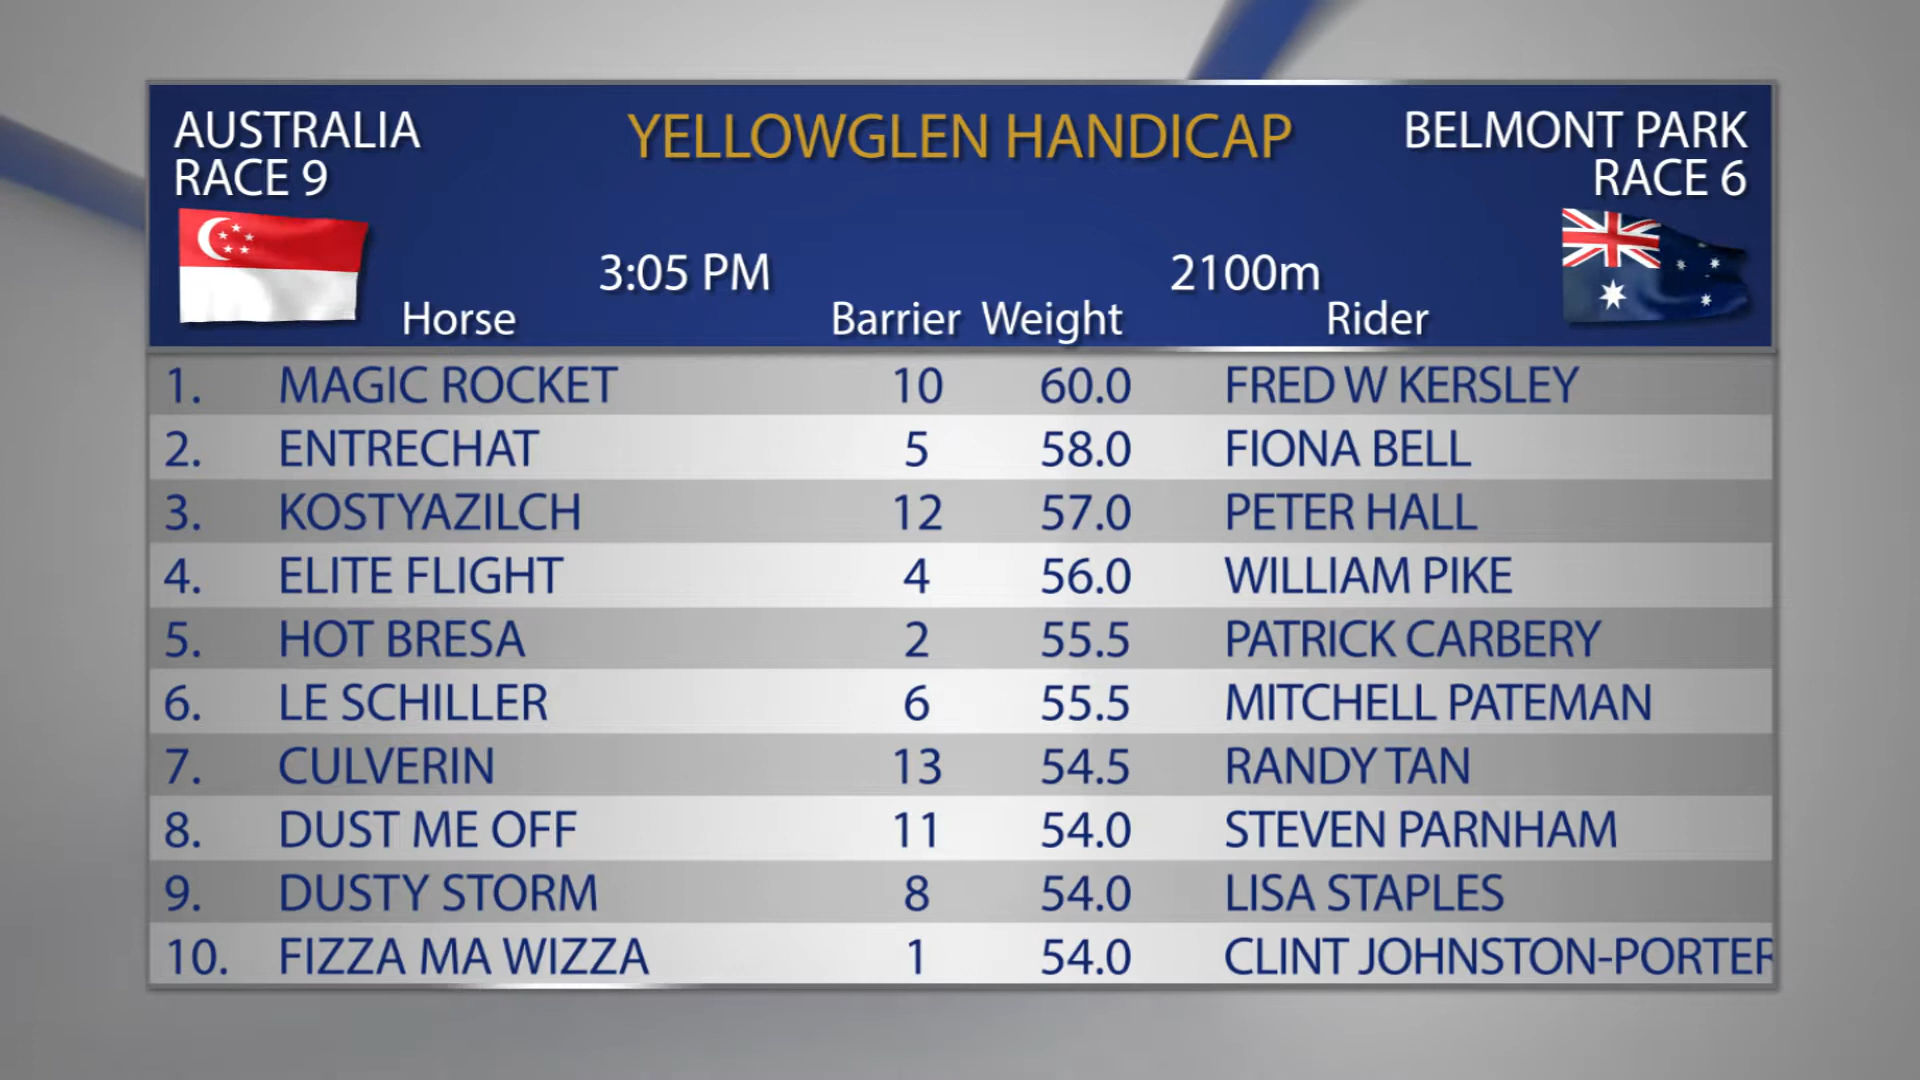 AUSTRALIA
RACE 9
YELLOWGLEN HANDICAP
BELMONT PARK
RACE 6
3:05 PM 2100m
Horse Barrier Weight Rider
1. MAGIC ROCKET 10 60.0 FRED W KERSLEY
2. ENTRECHAT 5 58.0 FIONA BELL
3. KOSTYAZILCH 12 57.0 PETER HALL
4. ELITE FLIGHT 4 56.0 WILLIAM PIKE
5. HOT BRESA 2 55.5 PATRICK CARBERY
6. LE SCHILLER 6 55.5 MITCHELL PATEMAN
7. CULVERIN 13 54.5 RANDY TAN
8. DUST ME OFF 11 54.0 STEVEN PARNHAM
9. DUSTY STORM 8 54.0 LISA STAPLES
10. FIZZA MA WIZZA 1 54.0 CLINT JOHNSTON-PORTER